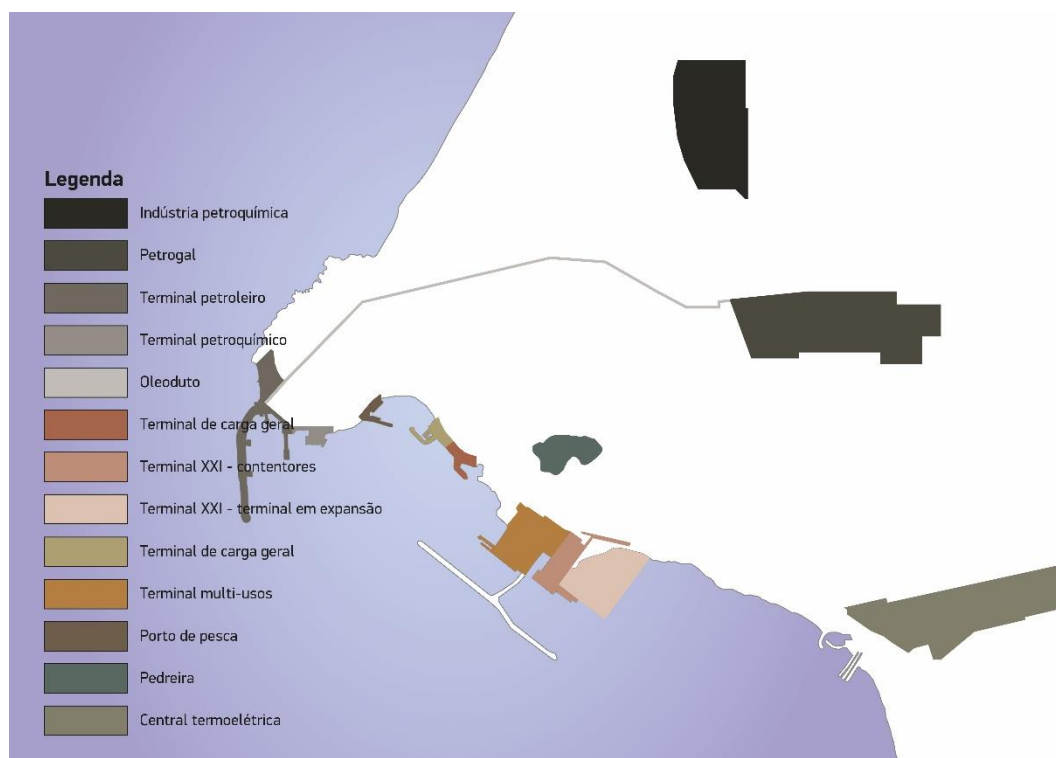 Legenda
Indústria petroquímica
Petrogal
Terminal petroleiro
Terminal petroquímico
Oleoduto
Terminal de carga geral
Terminal XXI - contentores
Terminal XXI - terminal em expansão
Terminal de carga geral
Terminal multi-usos
Porto de pesca
Pedreira
Central termoelétrica